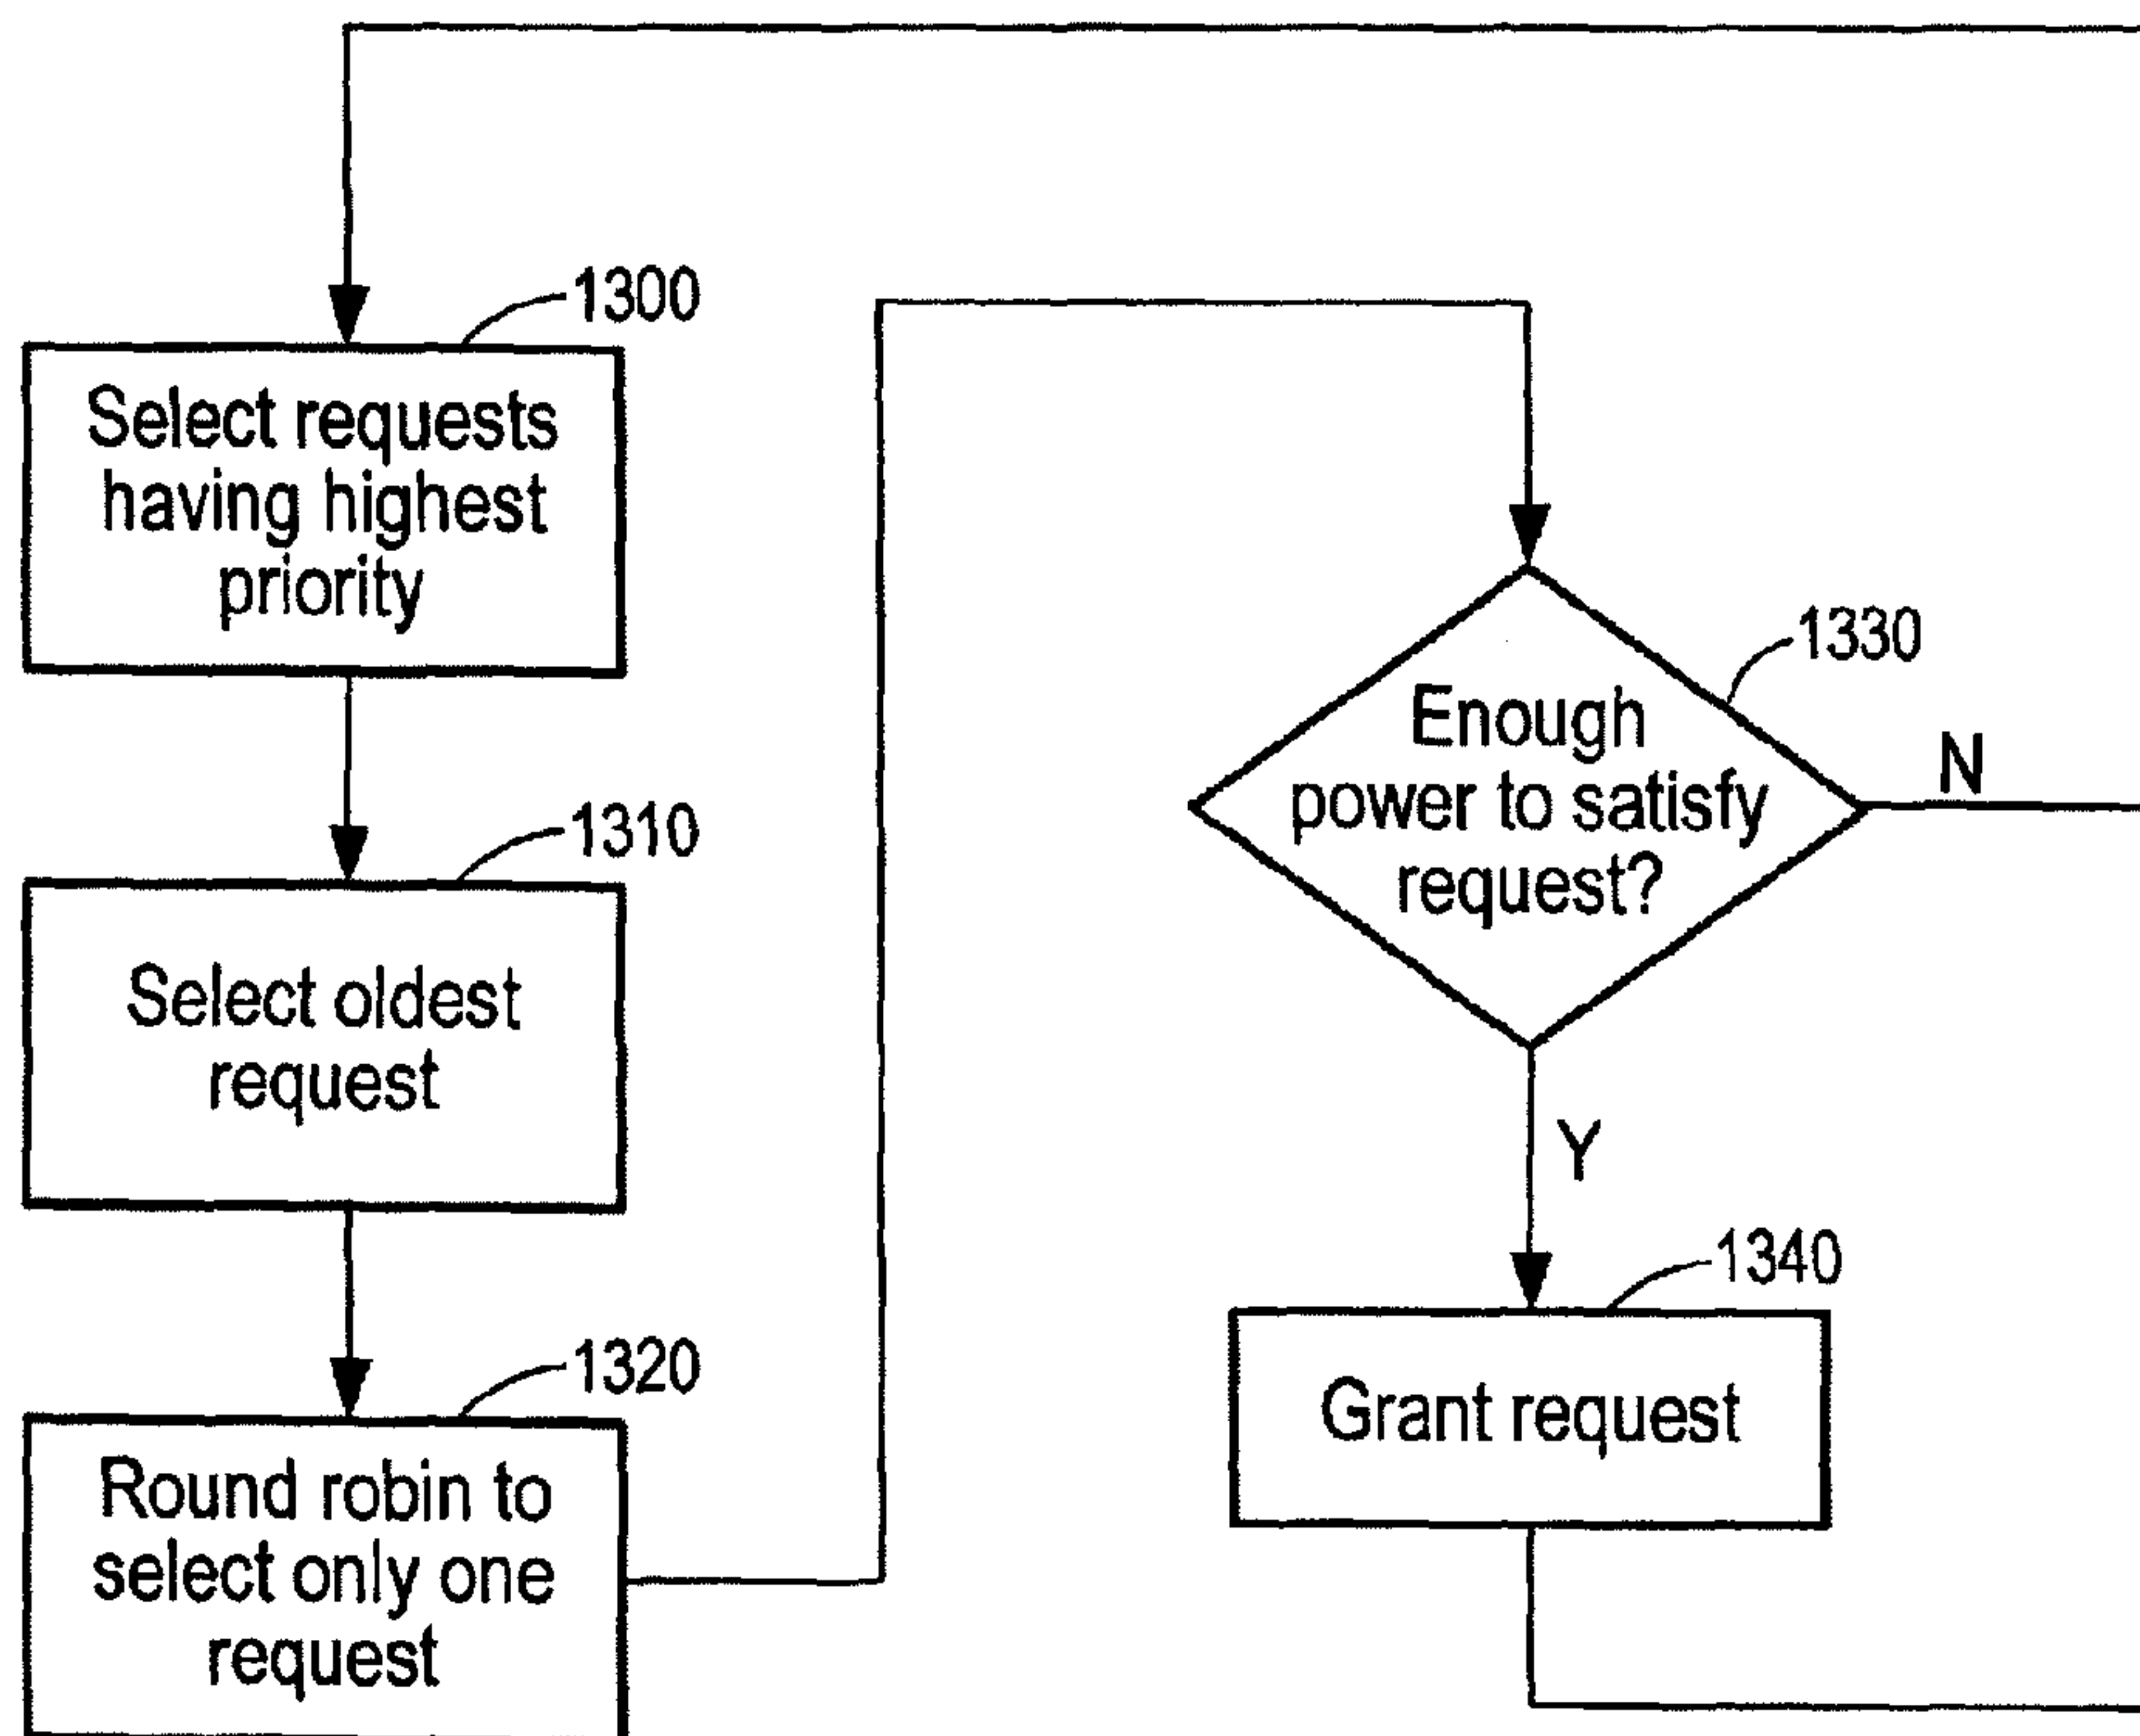 1300
Select requests
having highest
priority
1310
Select oldest
request
1320
Round robin to
select only one
request
1330
Enough
power to satisfy
request?
N
Y
1340
Grant request